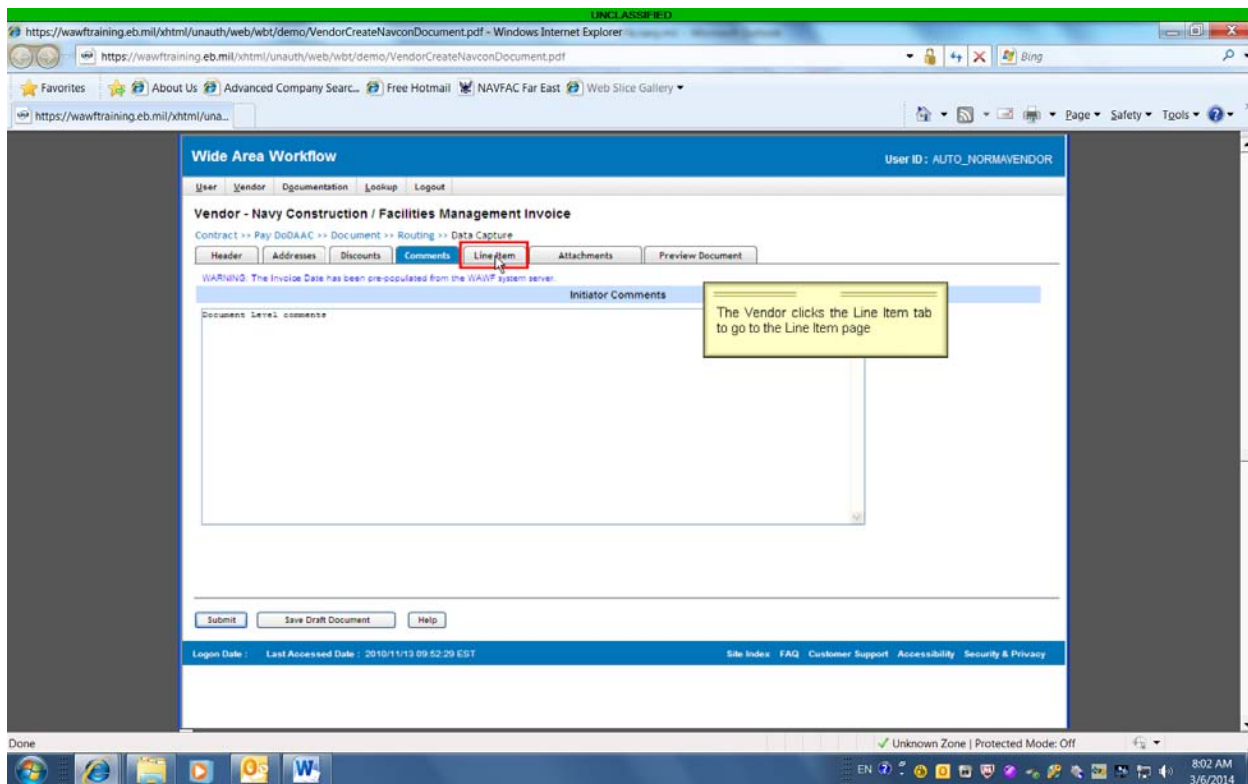 UNCLASSIFIED
https://wawftraining.eb.mil/xhtml/unauth/web/wbt/demo/VendorCreateNavconDocument.pdf - Windows Internet Explorer
https://wawftraining.eb.mil/xhtml/unauth/web/wbt/demo/VendorCreateNavconDocument.pdf
Bing
Favorites About Us Advanced Company Searc... Free Hotmail NAVFAC Far East Web Slice Gallery
https://wawftraining.eb.mil/xhtml/una...
Page Safety Tools
Wide Area Workflow
User ID : AUTO_NORMAVENDOR
User Vendor Documentation Lookup Logout
Vendor - Navy Construction / Facilities Management Invoice
Contract >> Pay DoDAAC >> Document >> Routing >> Data Capture
Header Addresses Discounts Comments Line Item Attachments Preview Document
WARNING: The Invoice Date has been pre-populated from the WAWF system server.
Initiator Comments
Document Level comments
The Vendor clicks the Line Item tab
to go to the Line Item page
Submit Save Draft Document Help
Logon Date : Last Accessed Date : 2010/11/13 09:52:29 EST
Site Index FAQ Customer Support Accessibility Security & Privacy
Done
Unknown Zone | Protected Mode: Off
EN
8:02 AM
3/6/2014